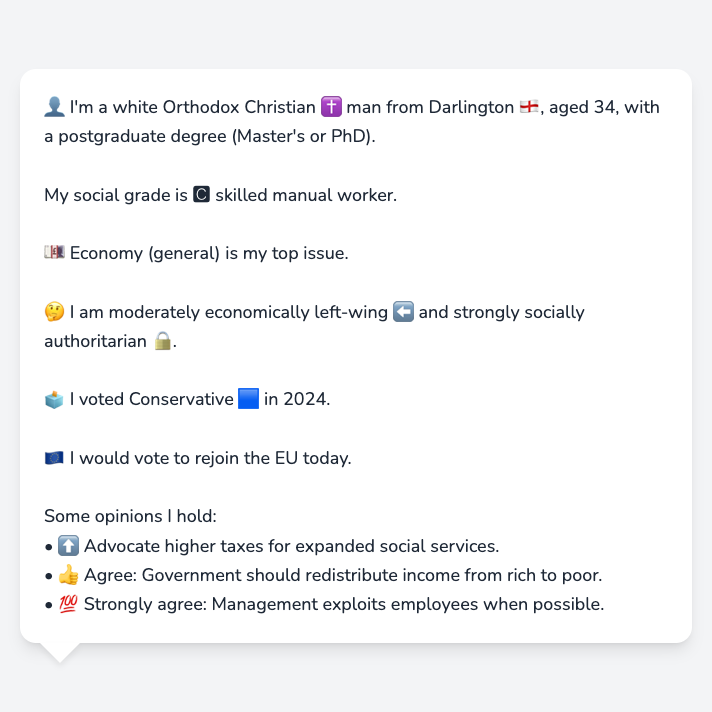 👤 I'm a white Orthodox Christian ✝️ man from Darlington 🏴󠁧󠁢󠁥󠁮󠁧󠁿, aged 34, with
a postgraduate degree (Master's or PhD).
My social grade is 🅲 skilled manual worker.
💷 Economy (general) is my top issue.
🤔 I am moderately economically left-wing ⬅️ and strongly socially
authoritarian 🔒.
🗳️ I voted Conservative 🟦 in 2024.
🇪🇺 I would vote to rejoin the EU today.
Some opinions I hold:
• ⬆️ Advocate higher taxes for expanded social services.
• 👍 Agree: Government should redistribute income from rich to poor.
• 💯 Strongly agree: Management exploits employees when possible.